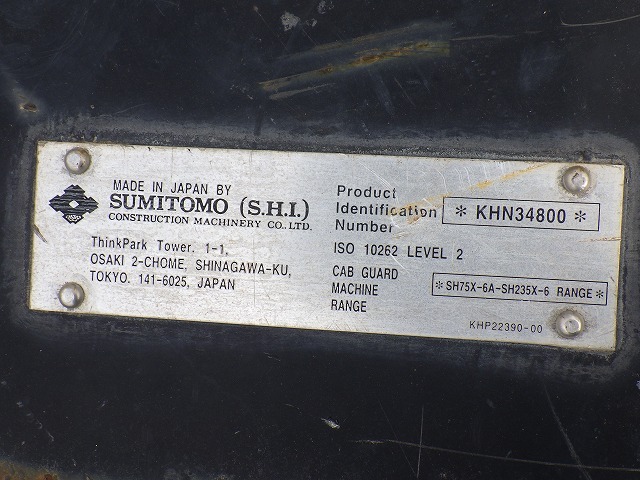 MADE IN JAPAN BY
SUMITOMO (S.H.I.)
CONSTRUCTION MACHINERY CO., LTD.
ThinkPark Tower. 1-1,
OSAKI 2-CHOME, SHINAGAWA-KU,
TOKYO. 141-6025, JAPAN
Product
Identification
Number
* KHN34800 *
ISO 10262 LEVEL 2
CAB GUARD
MACHINE
RANGE
* SH75X-6A-SH235X-6 RANGE *
KHP22390-00